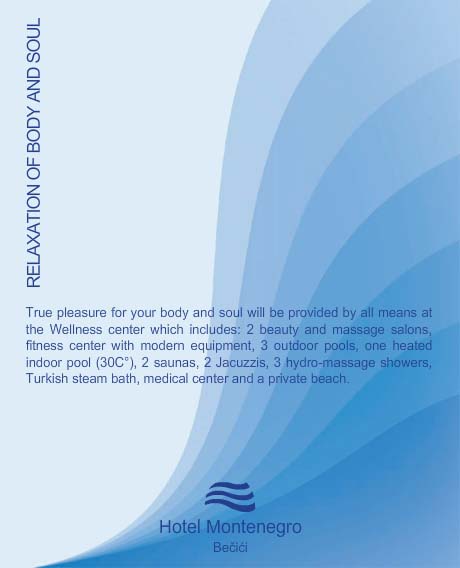 RELAXATION OF BODY AND SOUL
True pleasure for your body and soul will be provided by all means at
the Wellness center which includes: 2 beauty and massage salons,
fitness center with modern equipment, 3 outdoor pools, one heated
indoor pool (30C°), 2 saunas, 2 Jacuzzis, 3 hydro-massage showers,
Turkish steam bath, medical center and a private beach.
Hotel Montenegro
Bečići